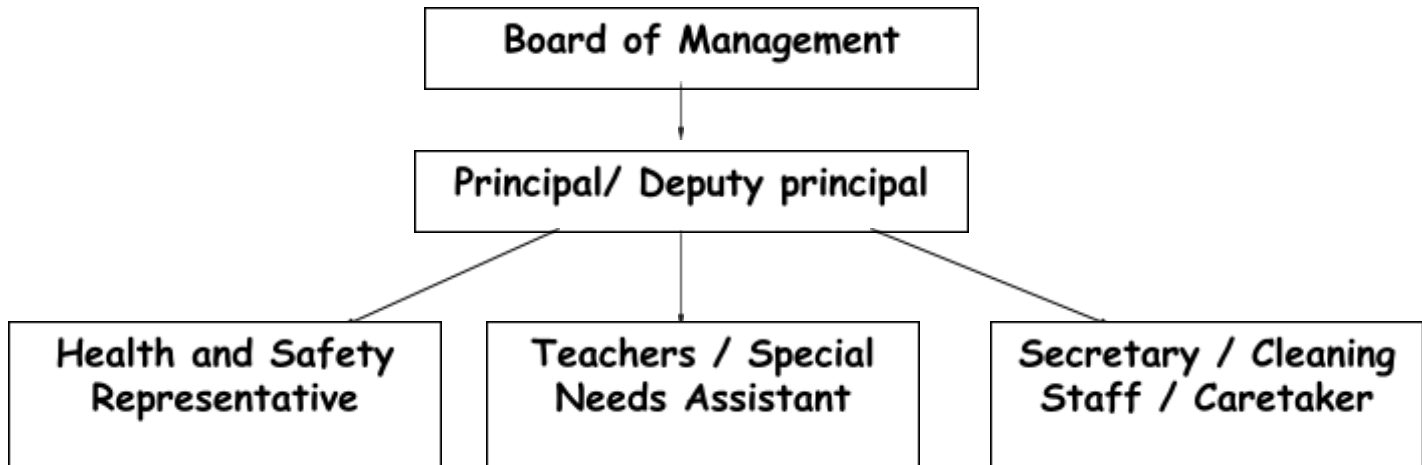 Board of Management
Principal/ Deputy principal
Health and Safety
Representative
Teachers / Special
Needs Assistant
Secretary / Cleaning
Staff / Caretaker